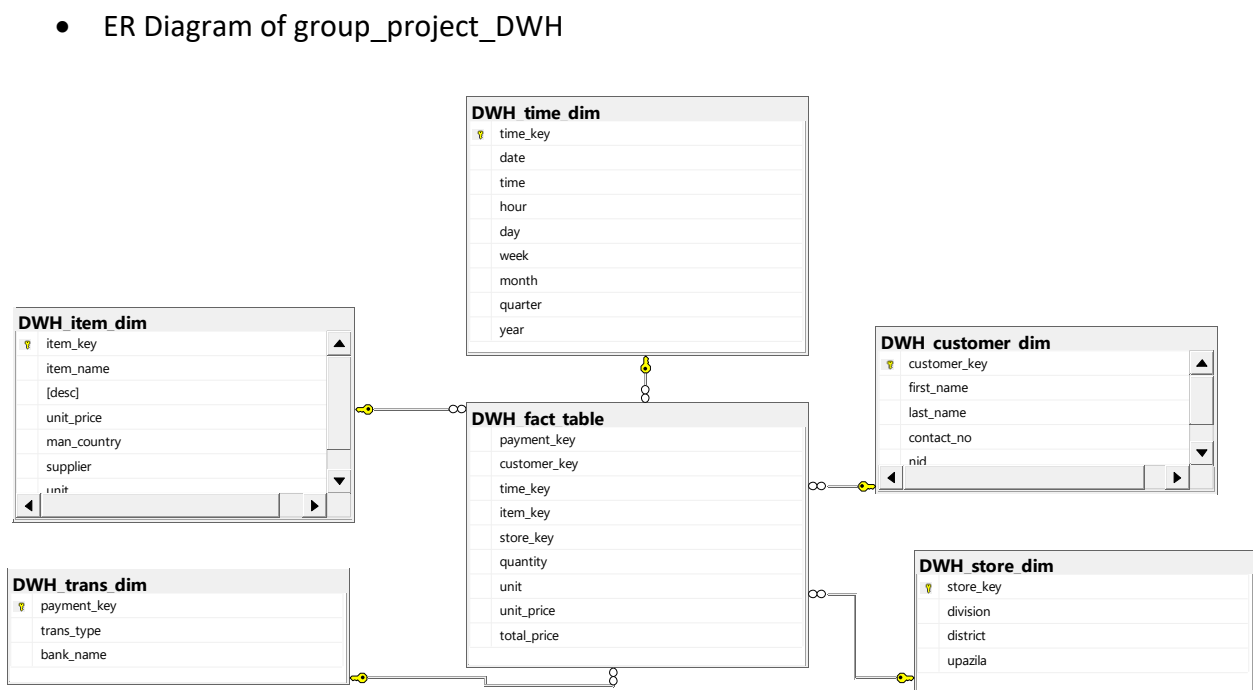 • ER Diagram of group_project_DWH
DWH_time_dim
time_key
date
time
hour
day
week
month
quarter
year
DWH_item_dim
item_key
item_name
[desc]
unit_price
man_country
supplier
unit
DWH_customer_dim
customer_key
first_name
last_name
contact_no
nid
DWH_fact_table
payment_key
customer_key
time_key
item_key
store_key
quantity
unit
unit_price
total_price
DWH_trans_dim
payment_key
trans_type
bank_name
DWH_store_dim
store_key
division
district
upazila